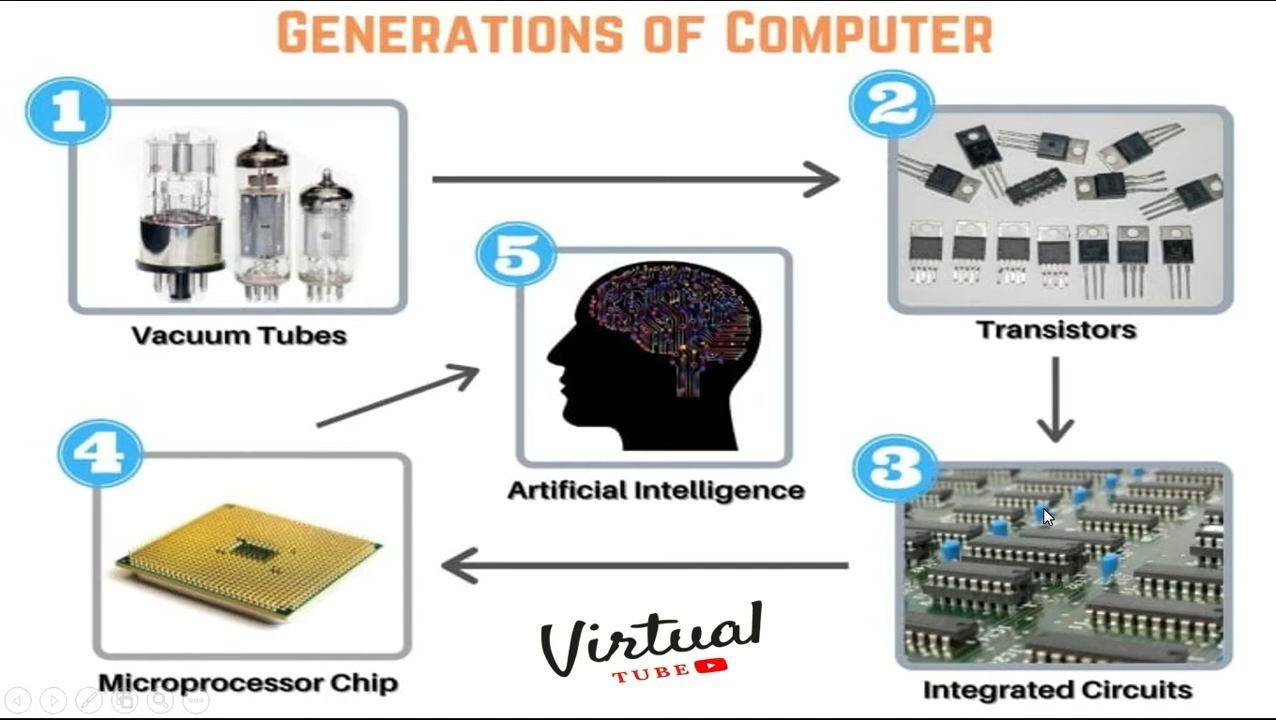 GENERATIONS OF COMPUTER
1
Vacuum Tubes
2
Transistors
3
Integrated Circuits
4
Microprocessor Chip
5
Artificial Intelligence
Virtual
TUBE